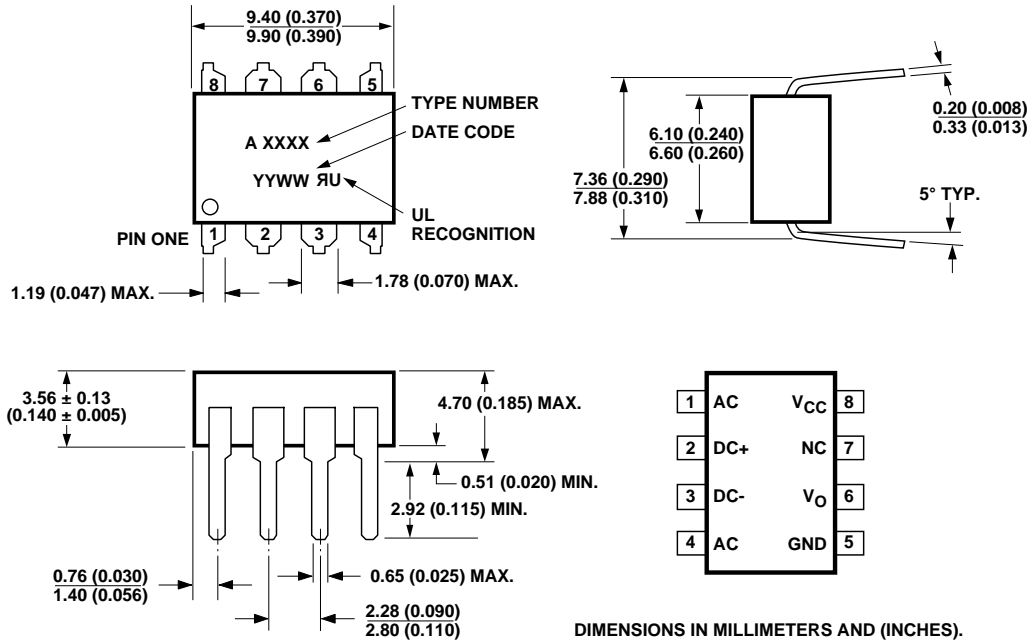 9.40 (0.370)
9.90 (0.390)
8 7 6 5
TYPE NUMBER
A XXXX
DATE CODE
YYWW ЯU
UL
RECOGNITION
PIN ONE
1 2 3 4
1.78 (0.070) MAX.
1.19 (0.047) MAX.
0.20 (0.008)
0.33 (0.013)
6.10 (0.240)
6.60 (0.260)
7.36 (0.290)
7.88 (0.310)
5° TYP.
3.56 ± 0.13
(0.140 ± 0.005)
4.70 (0.185) MAX.
0.51 (0.020) MIN.
2.92 (0.115) MIN.
0.76 (0.030)
1.40 (0.056)
0.65 (0.025) MAX.
2.28 (0.090)
2.80 (0.110)
1 AC VCC 8
2 DC+ NC 7
3 DC- VO 6
4 AC GND 5
DIMENSIONS IN MILLIMETERS AND (INCHES).